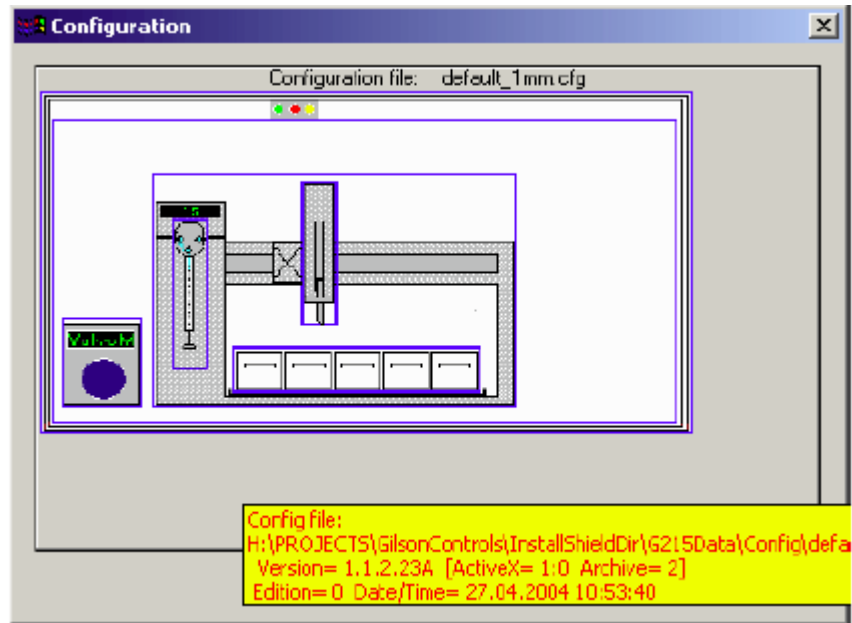 Configuration
Configuration file: default_1mm.cfg
ValveM
Config file:
H:\PROJECTS\GilsonControls\InstallShieldDir\G215Data\Config\defa
Version= 1.1.2.23A [ActiveX= 1:0 Archive= 2]
Edition= 0 Date/Time= 27.04.2004 10:53:40